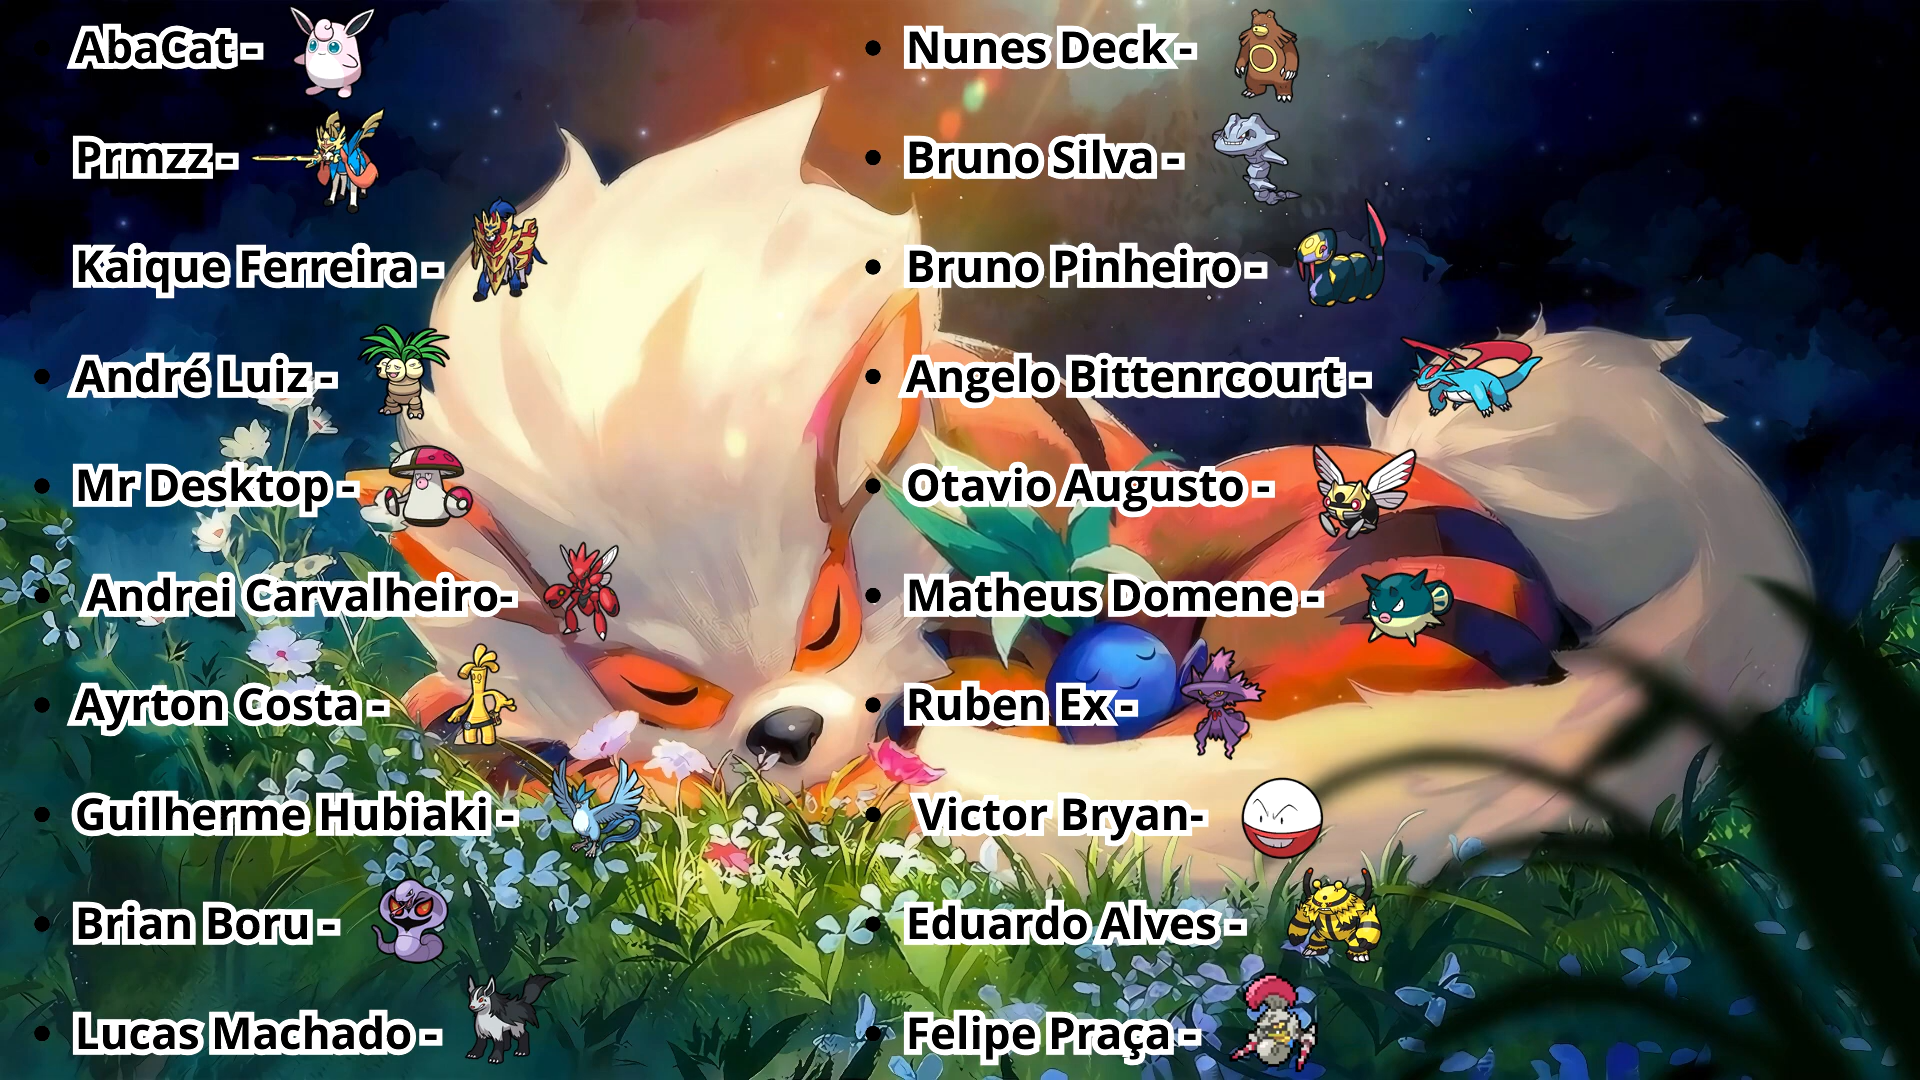 AbaCat -
Prmzz -
Kaique Ferreira -
André Luiz -
Mr Desktop -
Andrei Carvalheiro-
Ayrton Costa -
Guilherme Hubiaki -
Brian Boru -
Lucas Machado -
Nunes Deck -
Bruno Silva -
Bruno Pinheiro -
Angelo Bittenrcourt -
Otavio Augusto -
Matheus Domene -
Ruben Ex -
Victor Bryan-
Eduardo Alves -
Felipe Praça -